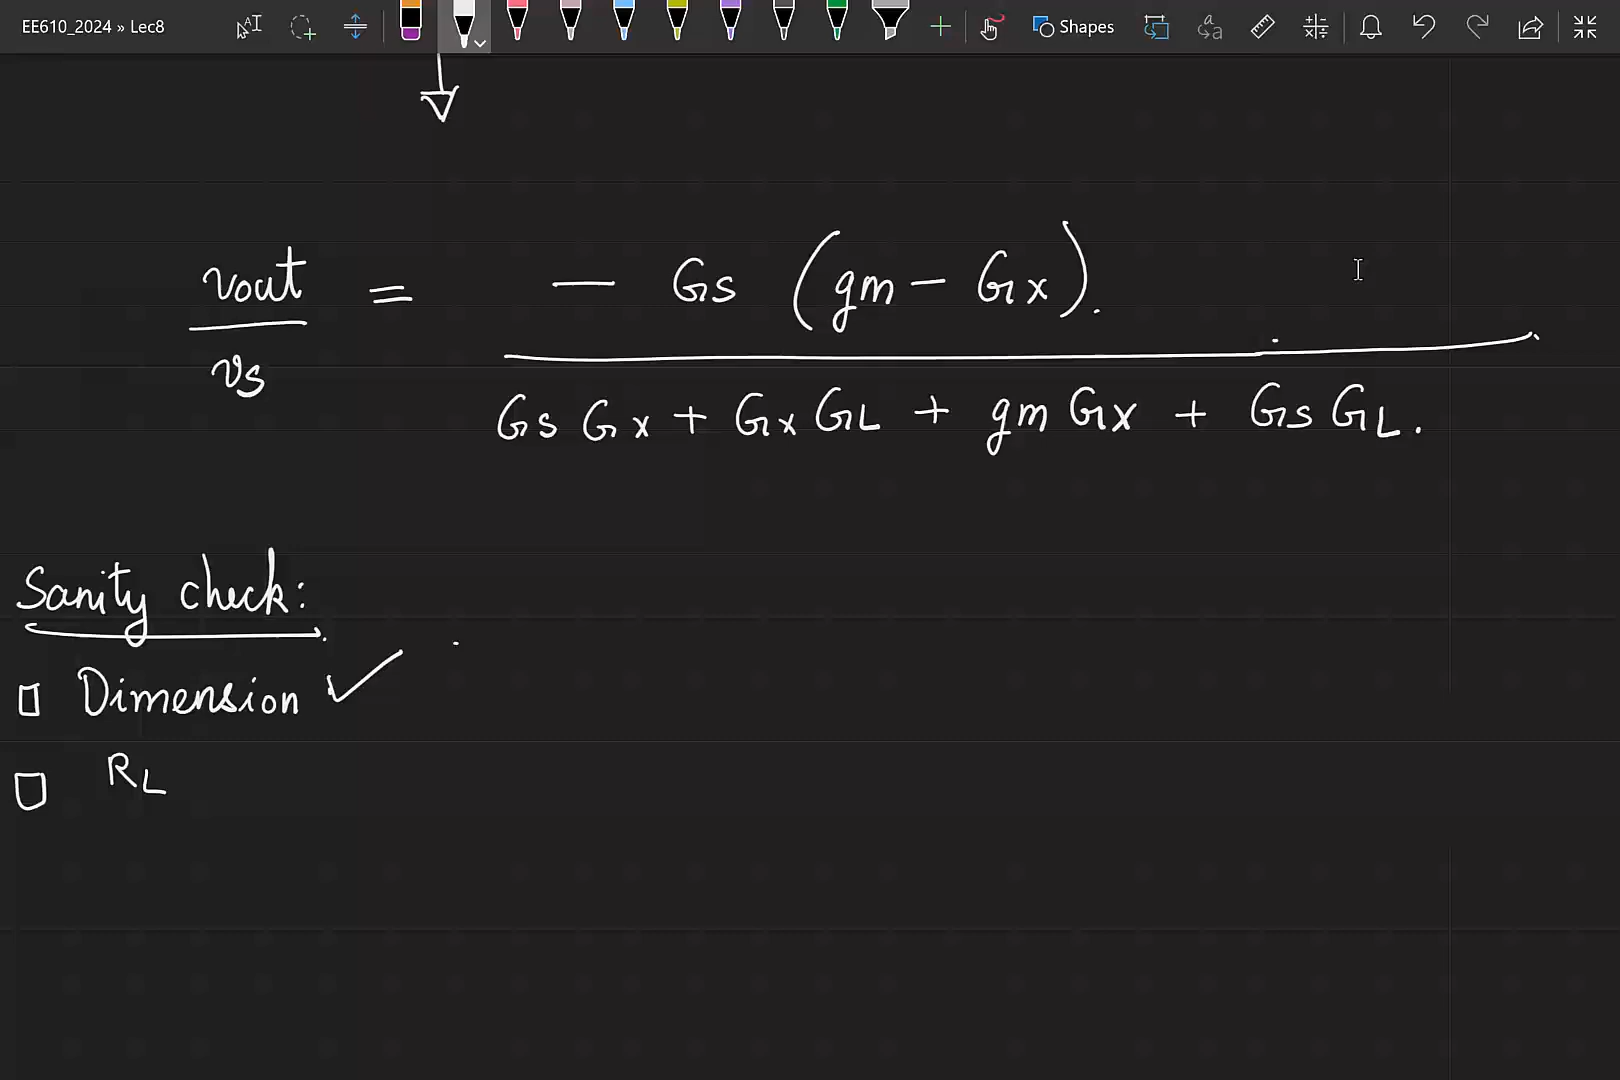 EE610_2024 » Lec8 Shapes
vout / vs = - Gs (gm - Gx).
Gs Gx + Gx GL + gm Gx + Gs GL.
Sanity check:
Dimension ✓
RL